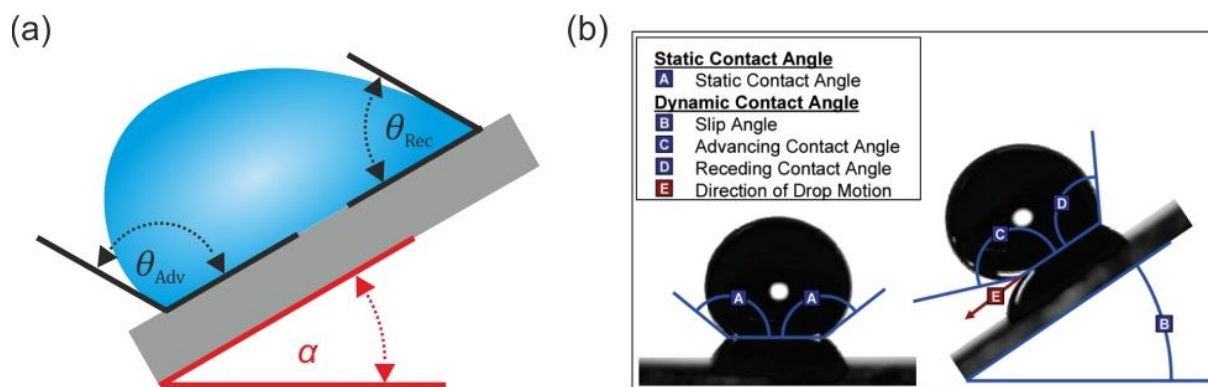 (a)
θRec
θAdv
α
(b)
Static Contact Angle
A Static Contact Angle
Dynamic Contact Angle
B Slip Angle
C Advancing Contact Angle
D Receding Contact Angle
E Direction of Drop Motion
A A
C
D
E
B